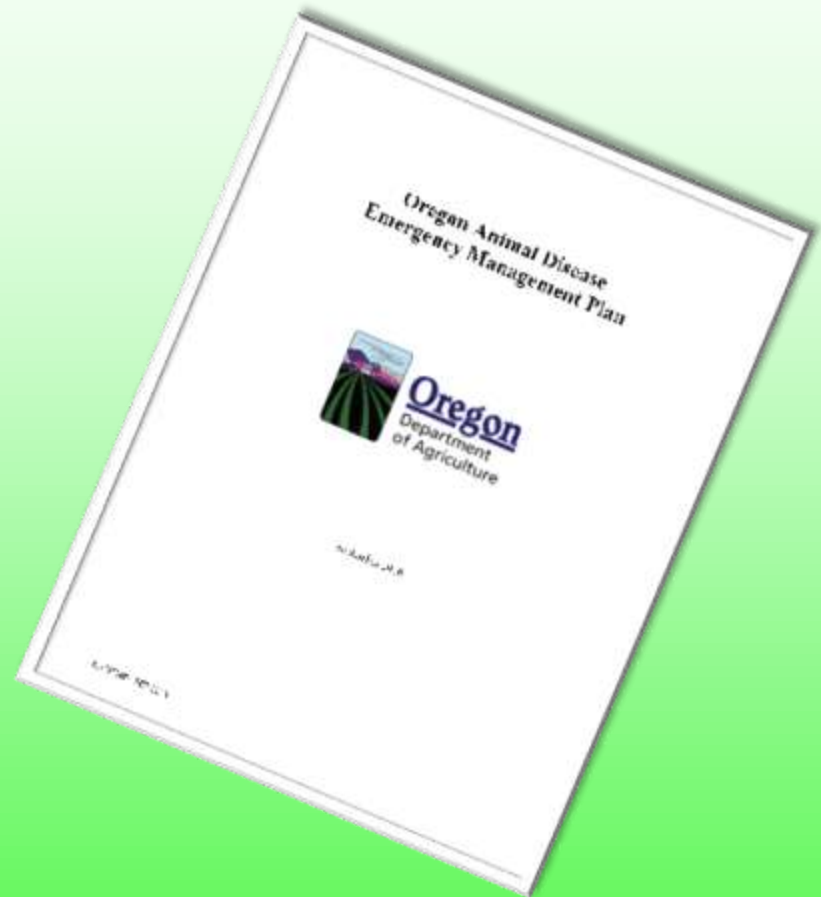 Oregon Animal Disease
Emergency Management Plan
Oregon
Department
of Agriculture